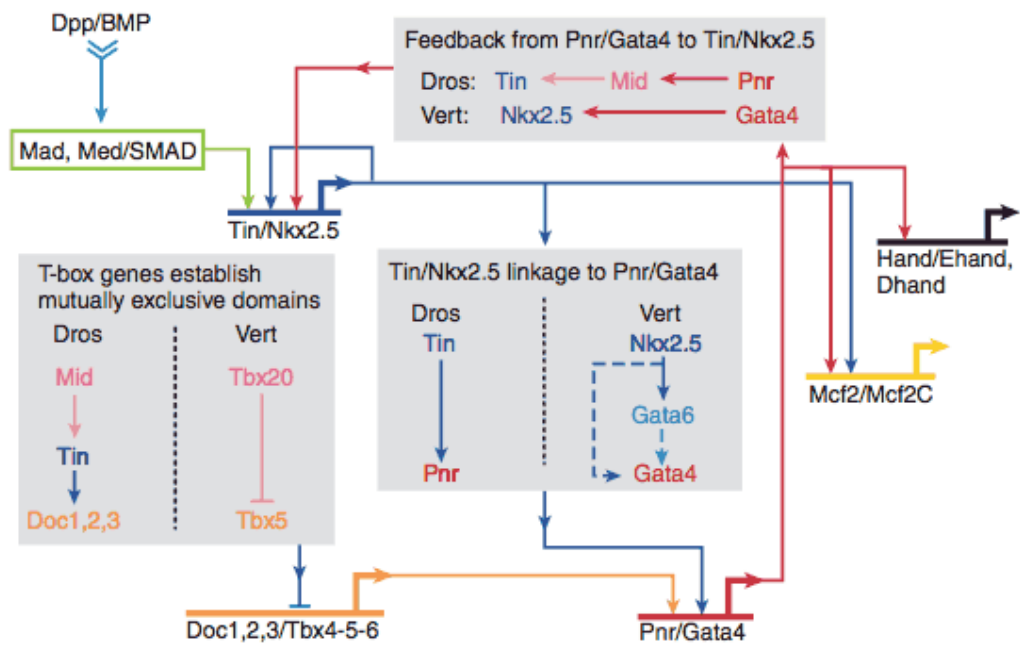 Dpp/BMP
Feedback from Pnr/Gata4 to Tin/Nkx2.5
Dros: Tin Mid Pnr
Vert: Nkx2.5 Gata4
Mad, Med/SMAD
Tin/Nkx2.5
Hand/Ehand,
Dhand
T-box genes establish
mutually exclusive domains
Dros Vert
Mid Tbx20
Tin
Doc1,2,3 Tbx5
Tin/Nkx2.5 linkage to Pnr/Gata4
Dros Vert
Tin Nkx2.5
Gata6
Pnr Gata4
Mcf2/Mcf2C
Doc1,2,3/Tbx4-5-6
Pnr/Gata4